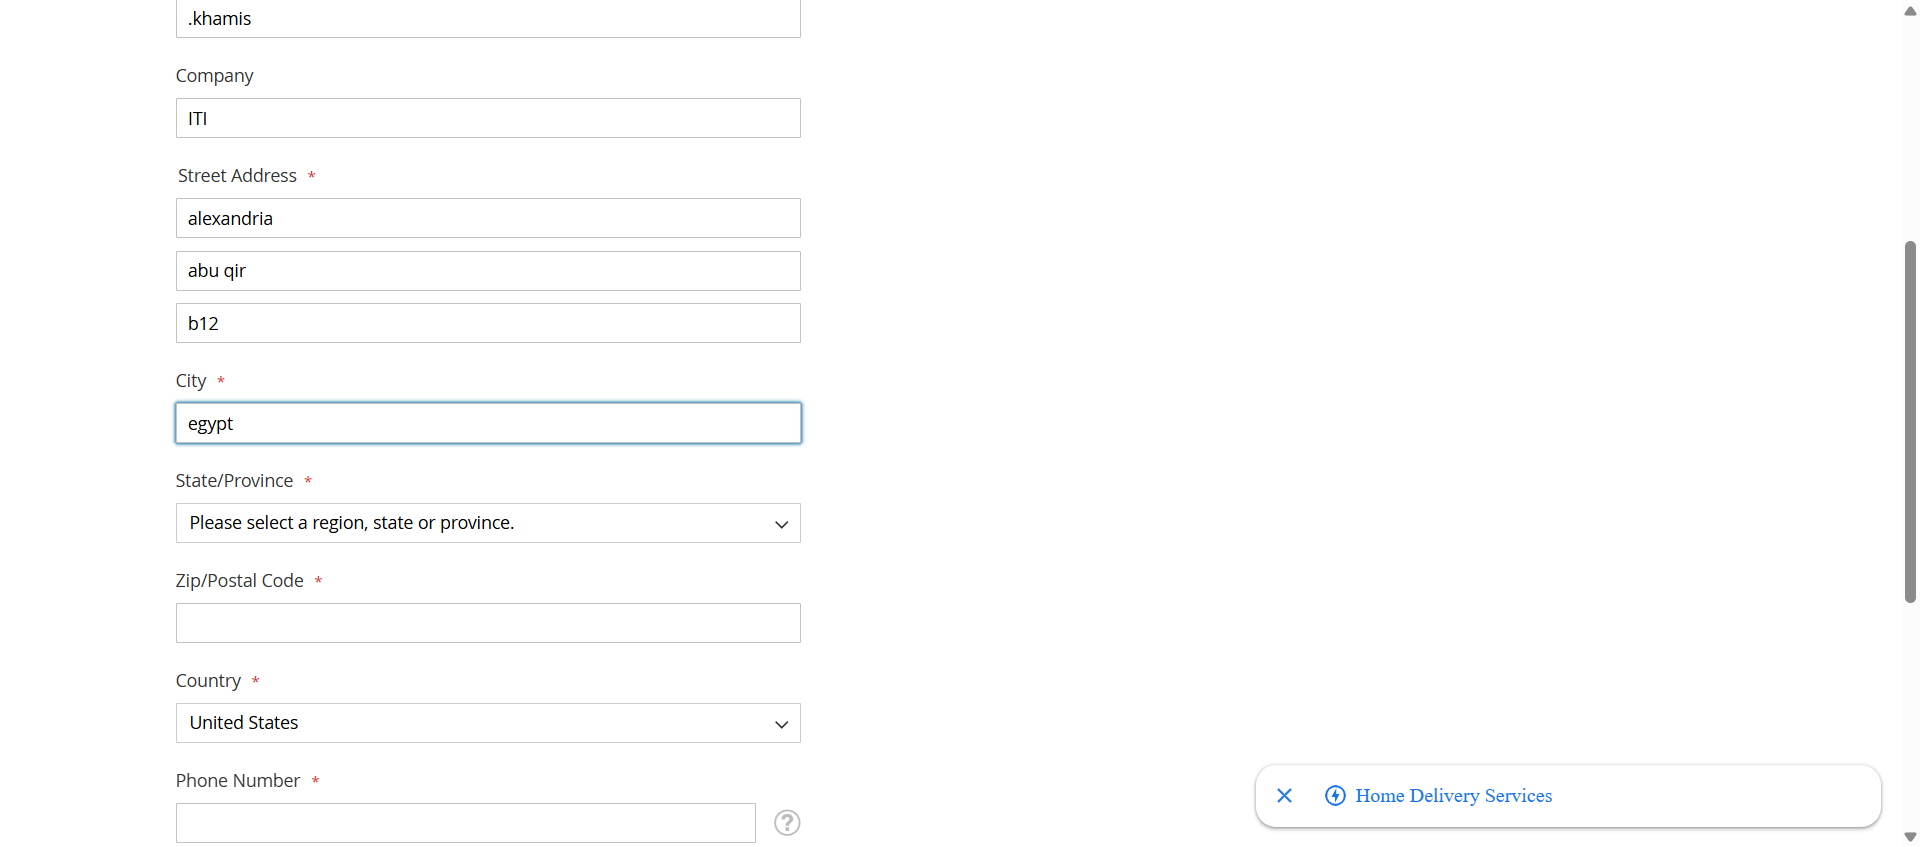 .khamis
Company
ITI
Street Address *
alexandria
abu qir
b12
City *
egypt
State/Province *
Please select a region, state or province.
Zip/Postal Code *
Country *
United States
Phone Number *
?
Home Delivery Services